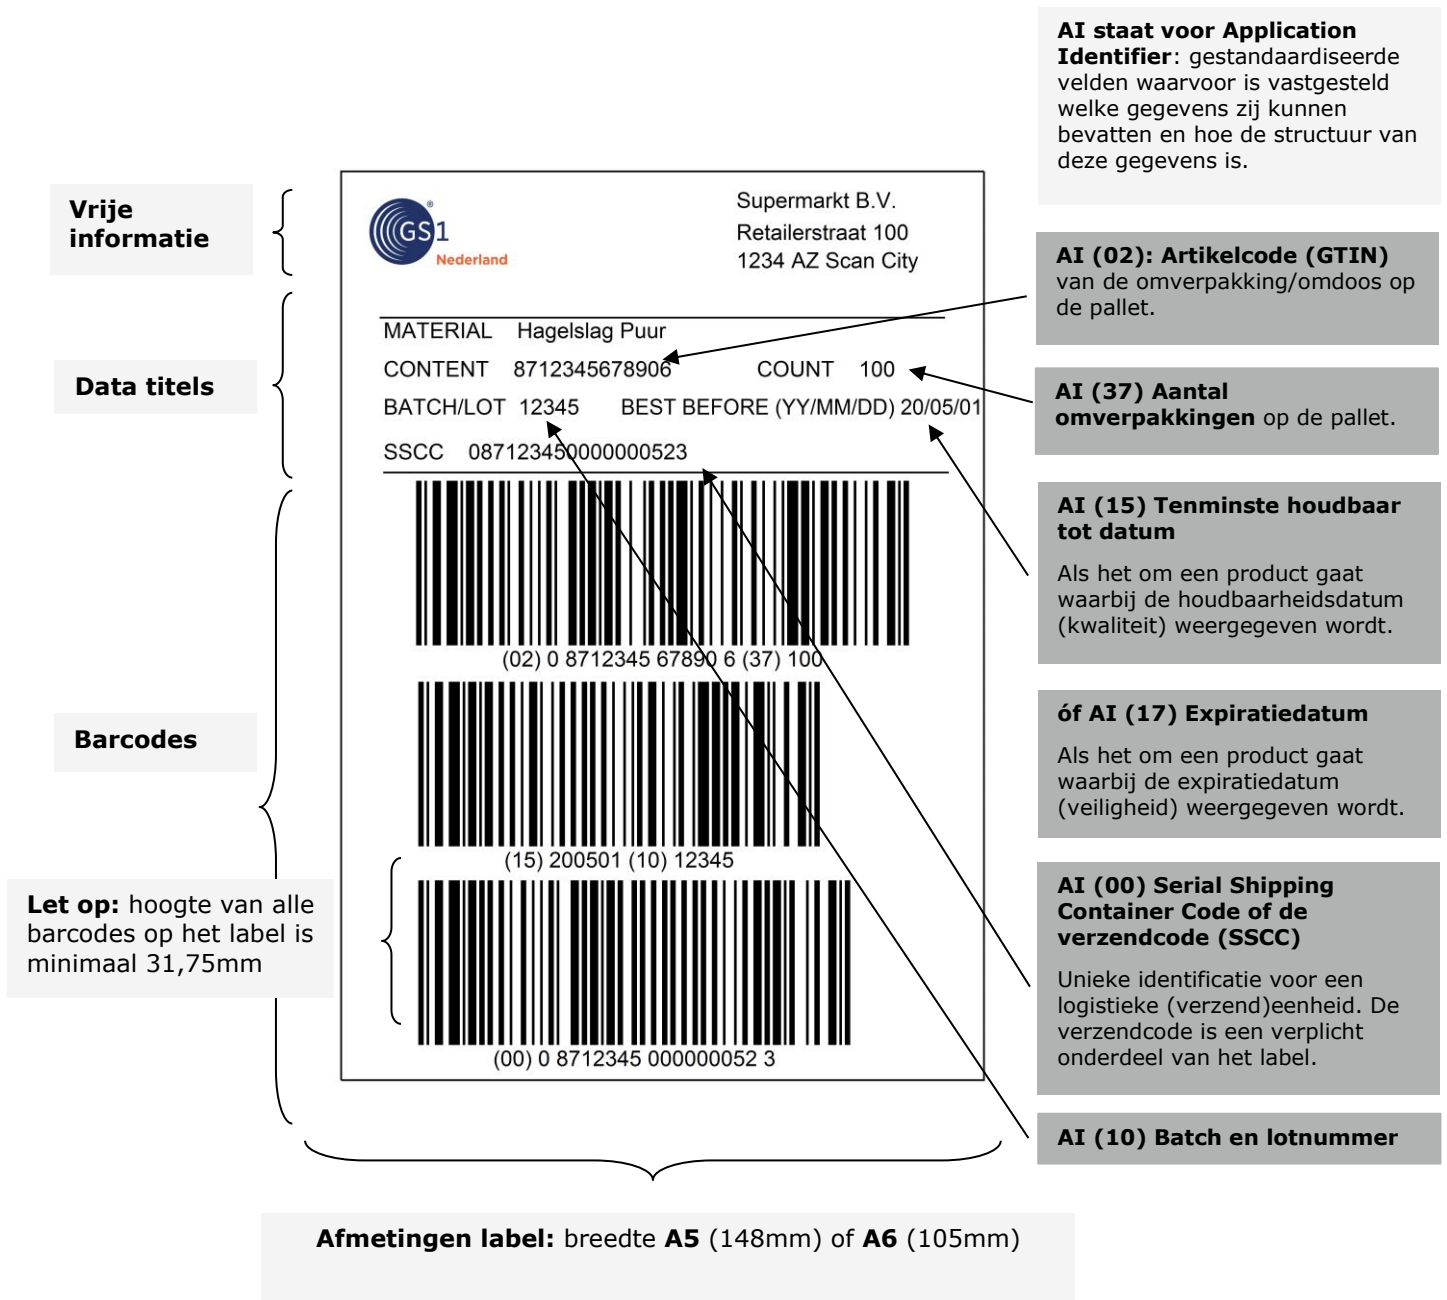 AI staat voor Application
Identifier: gestandaardiseerde
velden waarvoor is vastgesteld
welke gegevens zij kunnen
bevatten en hoe de structuur van
deze gegevens is.
Vrije
informatie
GS1
Nederland
Supermarkt B.V.
Retailerstraat 100
1234 AZ Scan City
AI (02): Artikelcode (GTIN)
van de omverpakking/omdoos op
de pallet.
Data titels
MATERIAL Hagelslag Puur
CONTENT 8712345678906 COUNT 100
BATCH/LOT 12345 BEST BEFORE (YY/MM/DD) 20/05/01
SSCC 087123450000000523
AI (37) Aantal
omverpakkingen op de pallet.
AI (15) Tenminste houdbaar
tot datum
Als het om een product gaat
waarbij de houdbaarheidsdatum
(kwaliteit) weergegeven wordt.
Barcodes
(02) 0 8712345 67890 6 (37) 100
(15) 200501 (10) 12345
(00) 0 8712345 000000052 3
óf AI (17) Expiratiedatum
Als het om een product gaat
waarbij de expiratiedatum
(veiligheid) weergegeven wordt.
Let op: hoogte van alle
barcodes op het label is
minimaal 31,75mm
AI (00) Serial Shipping
Container Code of de
verzendcode (SSCC)
Unieke identificatie voor een
logistieke (verzend)eenheid. De
verzendcode is een verplicht
onderdeel van het label.
AI (10) Batch en lotnummer
Afmetingen label: breedte A5 (148mm) of A6 (105mm)